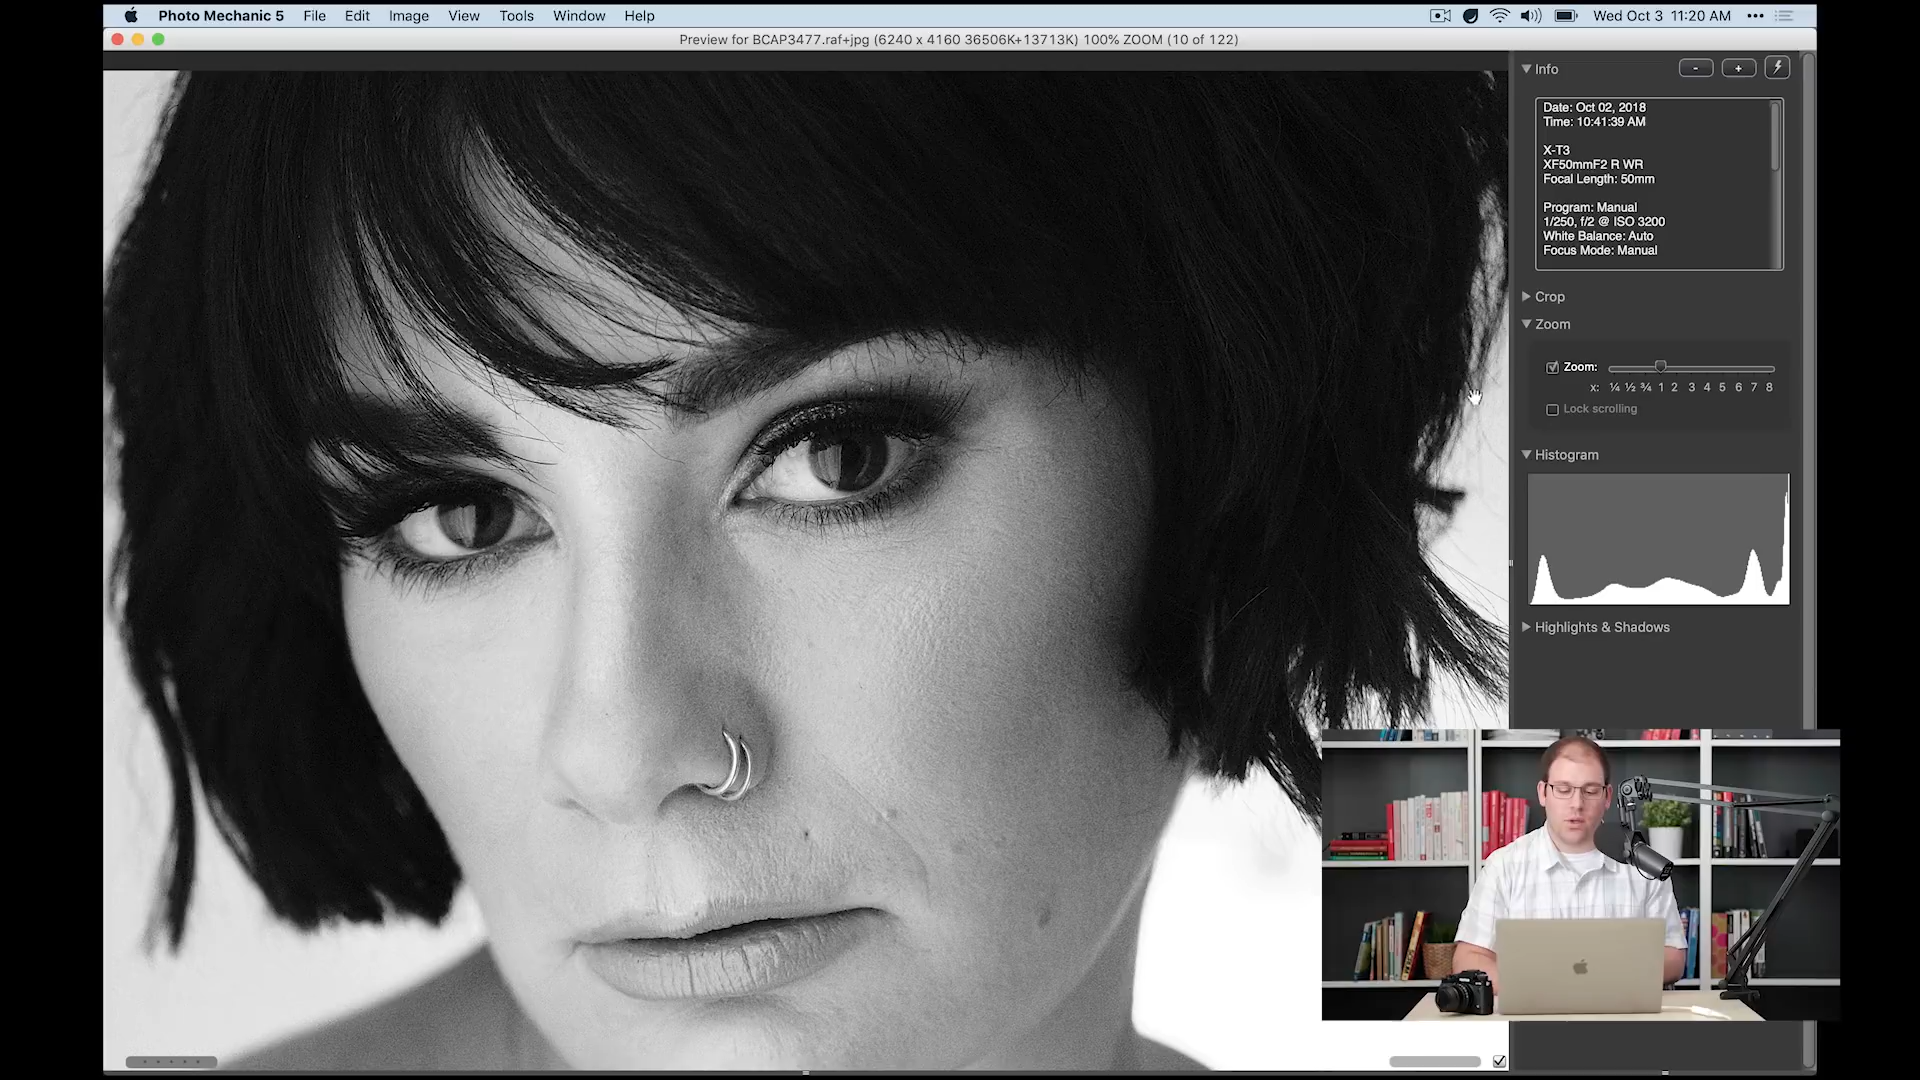 Photo Mechanic 5 File Edit Image View Tools Window Help Wed Oct 3 11:20 AM
Preview for BCAP3477.raf+jpg (6240 x 4160 36506K+13713K) 100% ZOOM (10 of 122)
Info - +
Date: Oct 02, 2018
Time: 10:41:39 AM
X-T3
XF50mmF2 R WR
Focal Length: 50mm
Program: Manual
1/250, f/2 @ ISO 3200
White Balance: Auto
Focus Mode: Manual
Crop
Zoom
Zoom:
x: ¼ ½ ¾ 1 2 3 4 5 6 7 8
Lock scrolling
Histogram
Highlights & Shadows